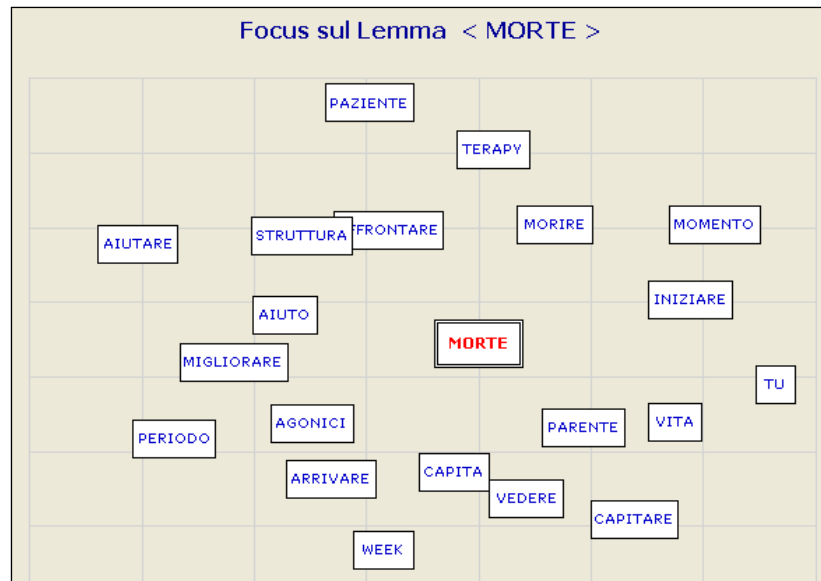 Focus sul Lemma < MORTE >
PAZIENTE
TERAPY
MORIRE
MOMENTO
STRUTTURA
FFRONTARE
AIUTARE
INIZIARE
AIUTO
MORTE
MIGLIORARE
TU
AGONICI
PARENTE
VITA
PERIODO
CAPITA
ARRIVARE
VEDERE
CAPITARE
WEEK